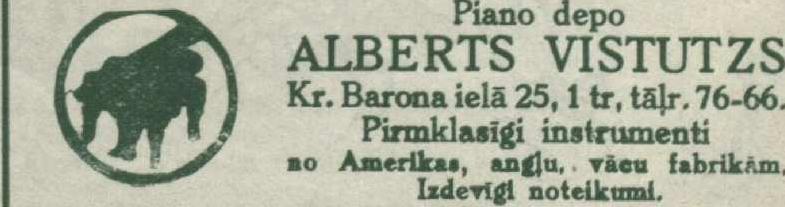 Piano depo
ALBERTS VISTUTZS
Kr. Barona ielā 25, 1 tr, tāļr. 76-66.
Pirmklasīgi instrumenti
no Amerikas, angļu, vācu fabrikām.
Izdevīgi noteikumi.